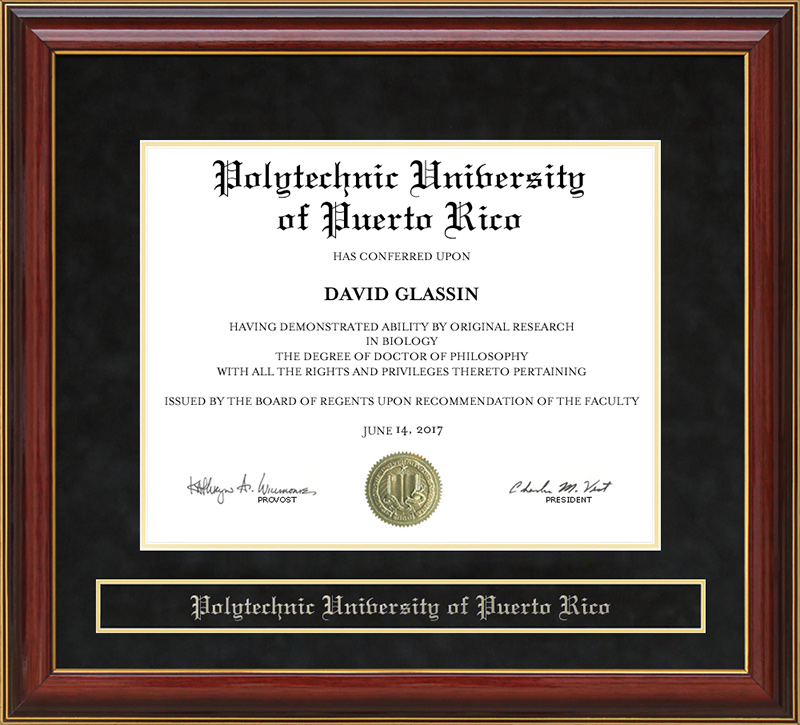 Polytechnic University
of Puerto Rico
HAS CONFERRED UPON
DAVID GLASSIN
HAVING DEMONSTRATED ABILITY BY ORIGINAL RESEARCH
IN BIOLOGY
THE DEGREE OF DOCTOR OF PHILOSOPHY
WITH ALL THE RIGHTS AND PRIVILEGES THERETO PERTAINING
ISSUED BY THE BOARD OF REGENTS UPON RECOMMENDATION OF THE FACULTY
JUNE 14, 2017
Charles M. Vest
PROVOST
PRESIDENT
Polytechnic University of Puerto Rico